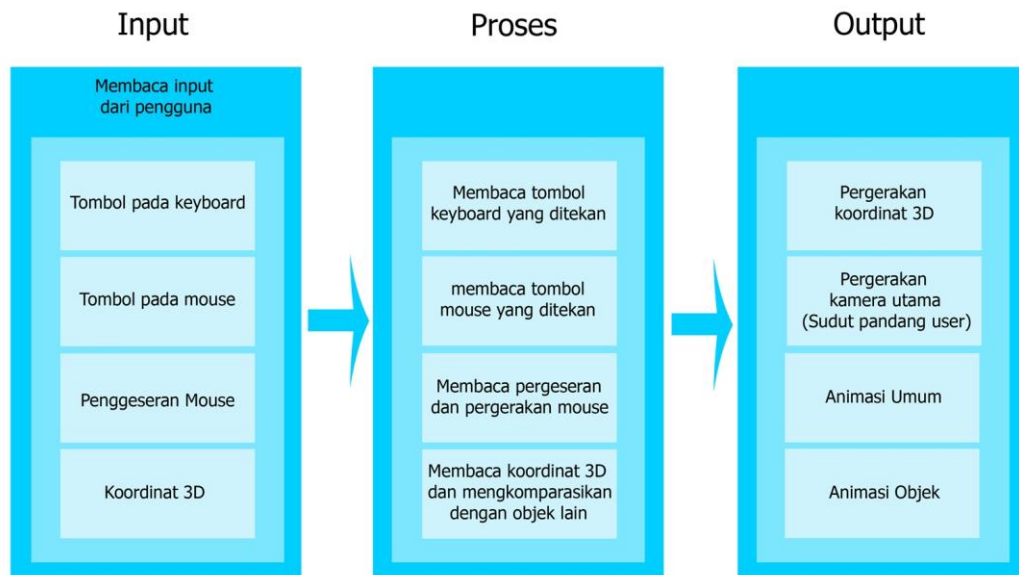 Input
Proses
Output
Membaca input
dari pengguna
Tombol pada keyboard
Tombol pada mouse
Penggeseran Mouse
Koordinat 3D
Membaca tombol
keyboard yang ditekan
membaca tombol
mouse yang ditekan
Membaca pergeseran
dan pergerakan mouse
Membaca koordinat 3D
dan mengkomparasikan
dengan objek lain
Pergerakan
koordinat 3D
Pergerakan
kamera utama
(Sudut pandang user)
Animasi Umum
Animasi Objek